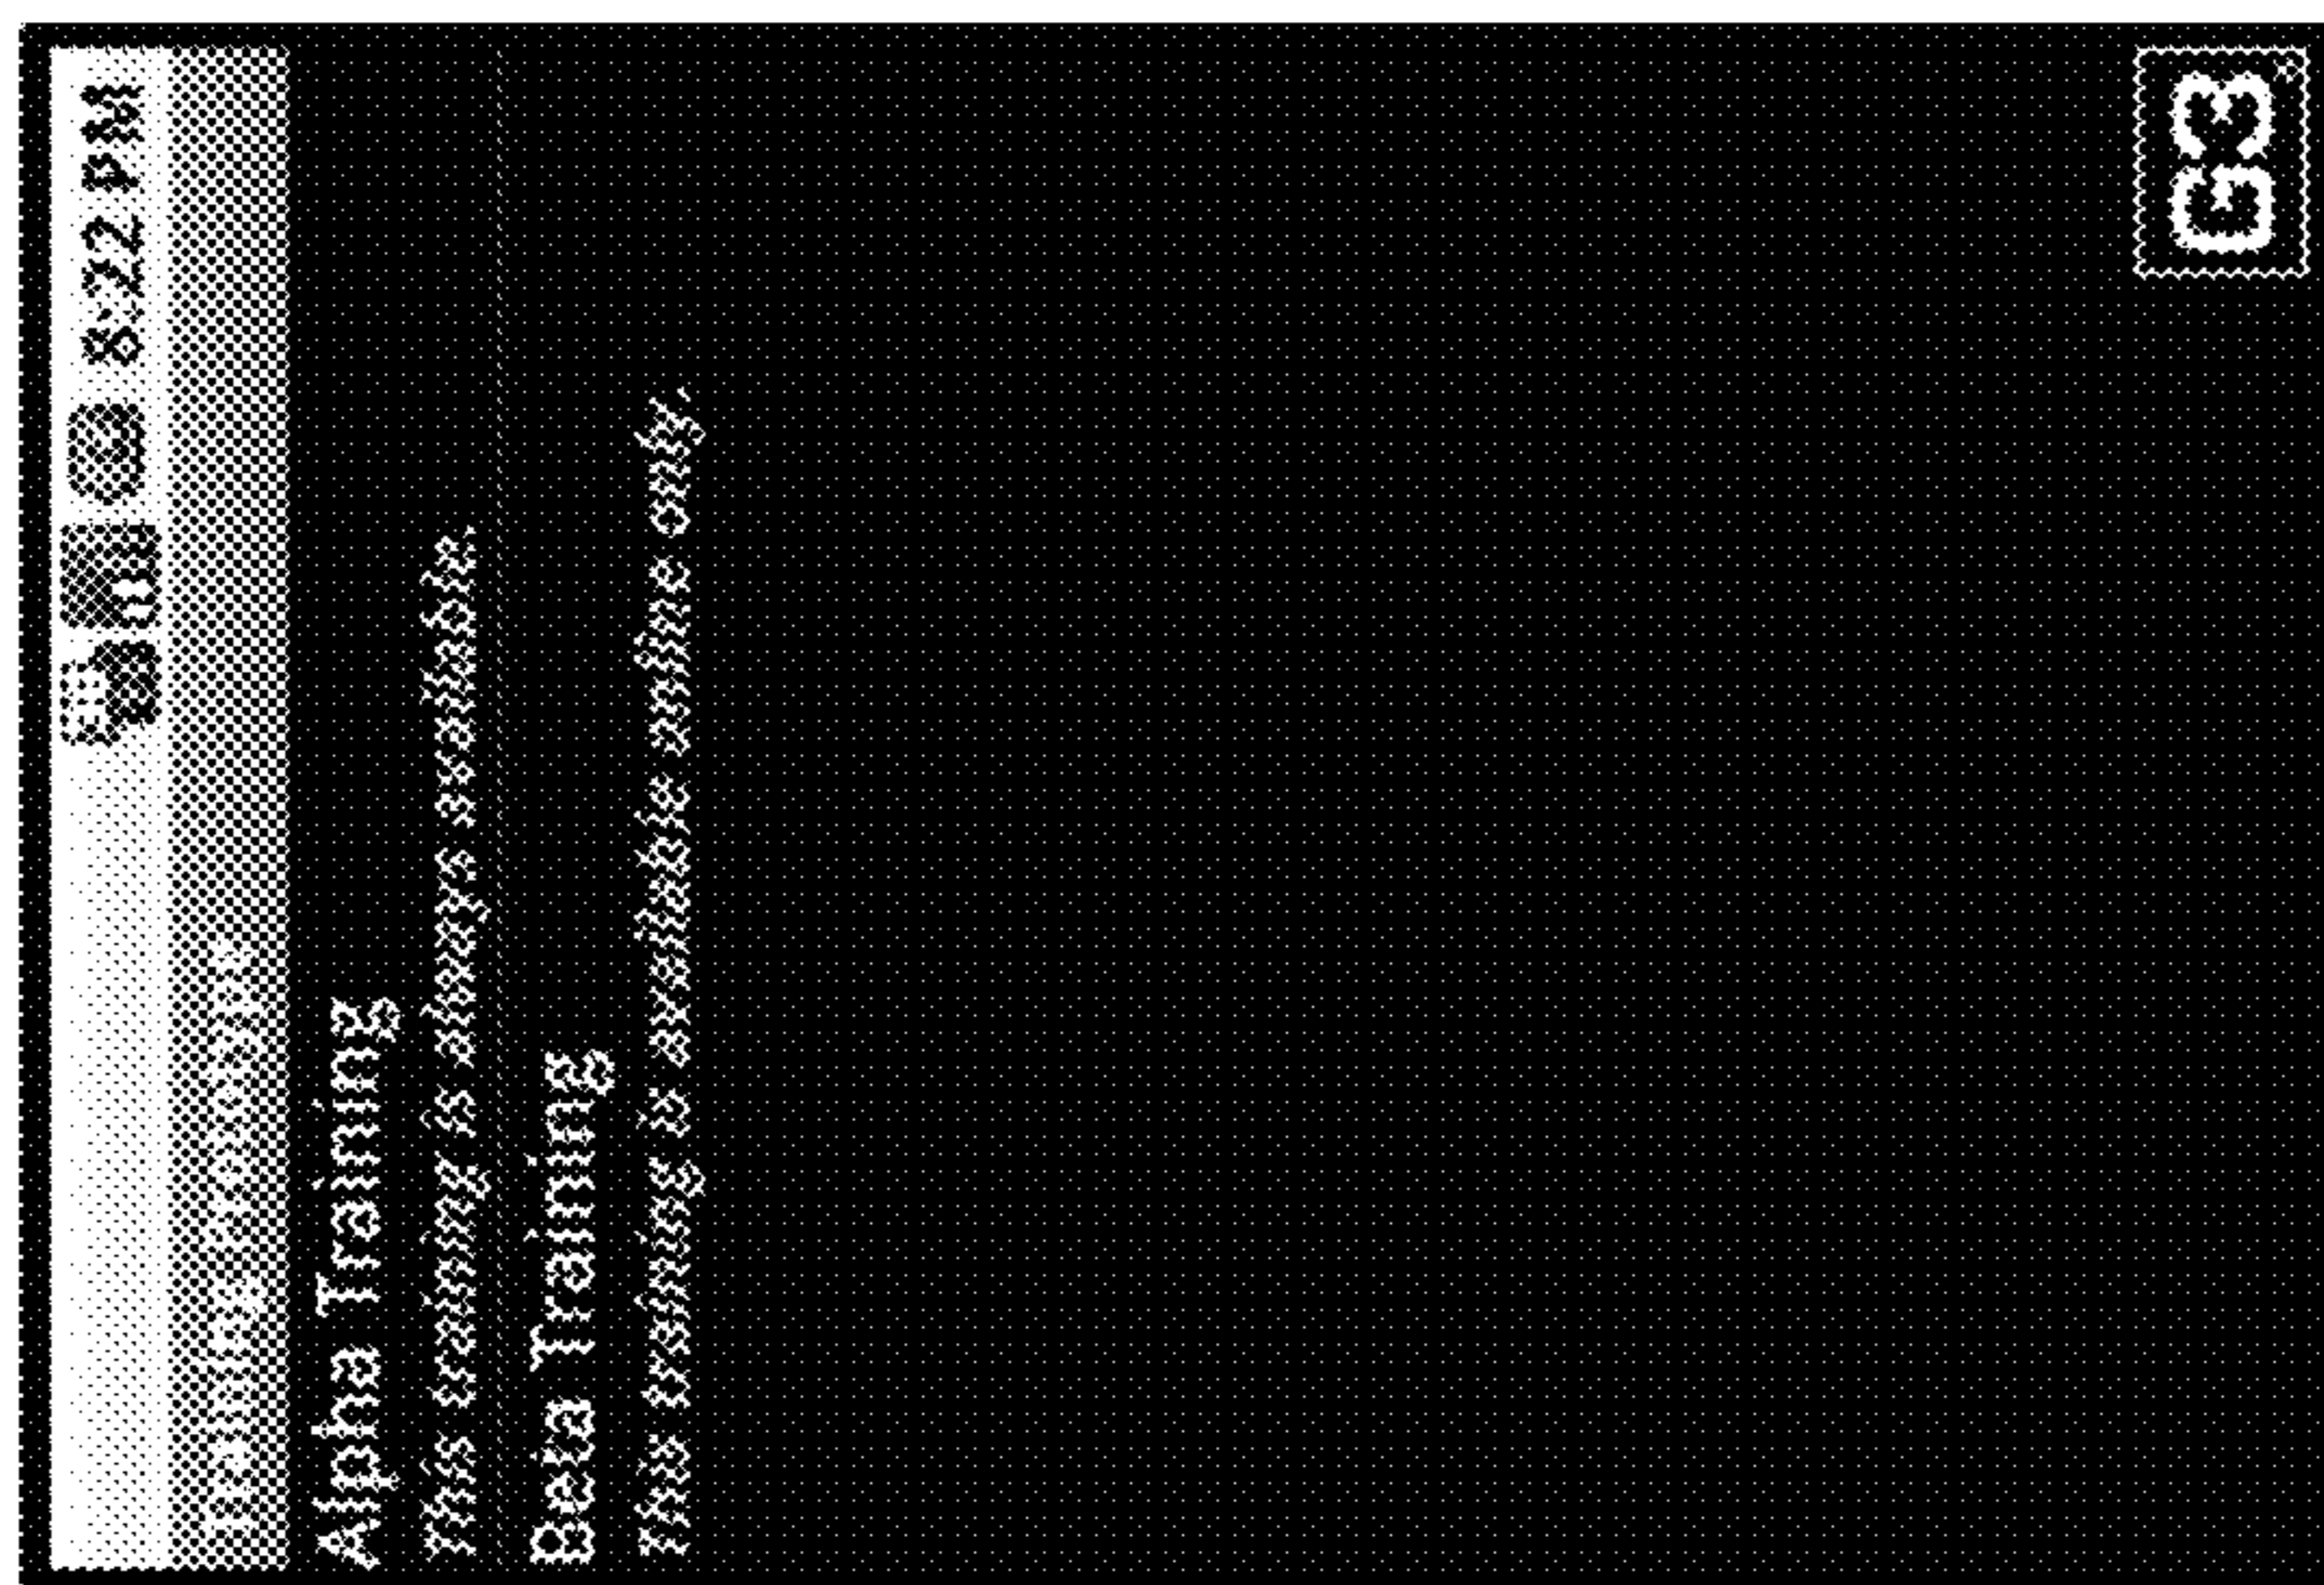 8:22 PM
Training
Alpha Training
This training is always available.
Beta Training
This training is available online only.
G3